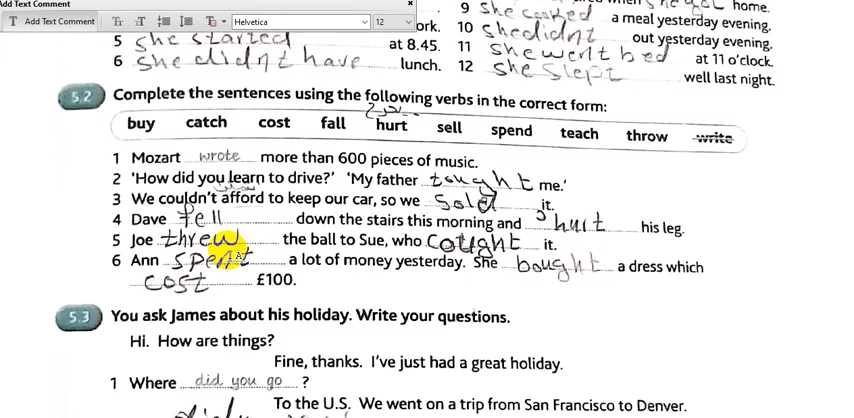 Add Text Comment
Add Text Comment Helvetica 12
9 she cooked a meal yesterday evening.
10 she didnt out yesterday evening.
5 she started at 8.45.
11 she went bed at 11 o'clock.
6 she didnt have lunch.
12 she slept well last night.
5.2 Complete the sentences using the following verbs in the correct form:
buy catch cost fall hurt sell spend teach throw write
1 Mozart wrote more than 600 pieces of music.
2 'How did you learn to drive?' 'My father tought me.'
3 We couldn't afford to keep our car, so we sold it.
4 Dave fell down the stairs this morning and hurt his leg.
5 Joe threw the ball to Sue, who cought it.
6 Ann spent a lot of money yesterday. She bought a dress which
cost £100.
5.3 You ask James about his holiday. Write your questions.
Hi. How are things?
Fine, thanks. I've just had a great holiday.
1 Where did you go ?
To the U.S. We went on a trip from San Francisco to Denver.